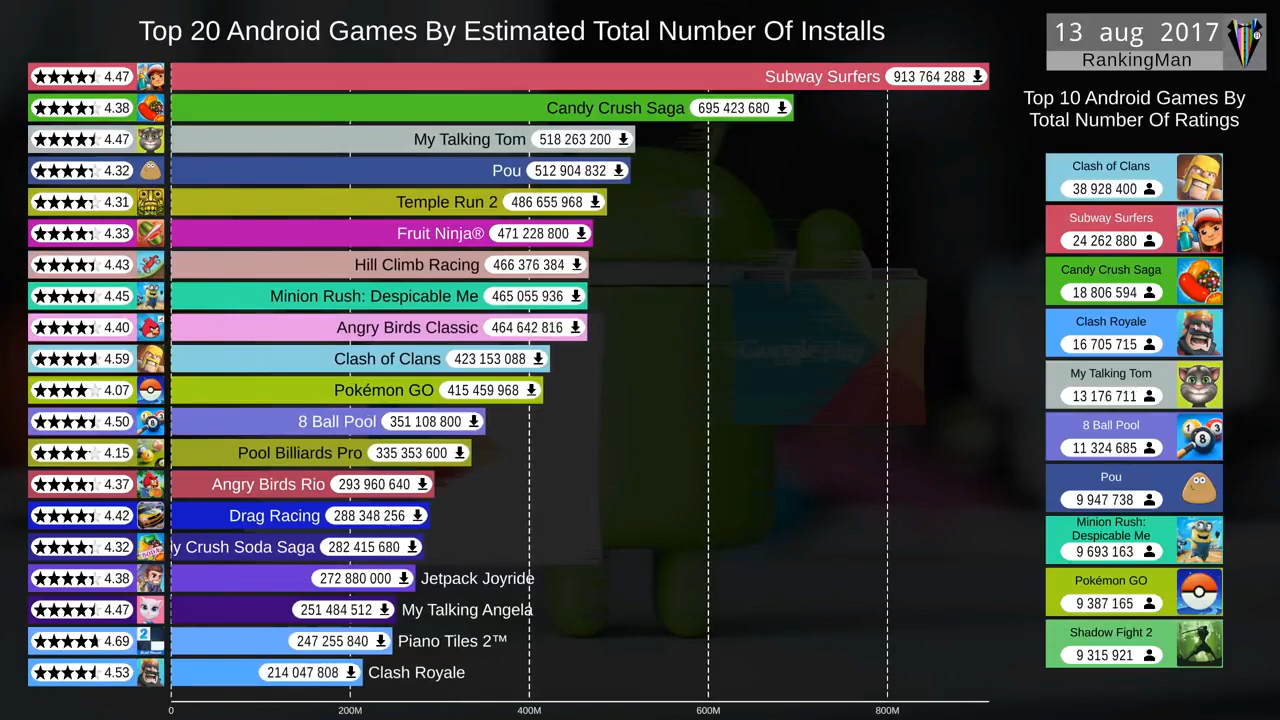 Top 20 Android Games By Estimated Total Number Of Installs
13 aug 2017
RankingMan
4.47 Subway Surfers 913 764 288
4.38 Candy Crush Saga 695 423 680
4.47 My Talking Tom 518 263 200
4.32 Pou 512 904 832
4.31 Temple Run 2 486 655 968
4.33 Fruit Ninja® 471 228 800
4.43 Hill Climb Racing 466 376 384
4.45 Minion Rush: Despicable Me 465 055 936
4.40 Angry Birds Classic 464 642 816
4.59 Clash of Clans 423 153 088
4.07 Pokémon GO 415 459 968
4.50 8 Ball Pool 351 108 800
4.15 Pool Billiards Pro 335 353 600
4.37 Angry Birds Rio 293 960 640
4.42 Drag Racing 288 348 256
4.32 y Crush Soda Saga 282 415 680
4.38 272 880 000 Jetpack Joyride
4.47 251 484 512 My Talking Angela
4.69 247 255 840 Piano Tiles 2™
4.53 214 047 808 Clash Royale
0 200M 400M 600M 800M
Top 10 Android Games By
Total Number Of Ratings
Clash of Clans
38 928 400
Subway Surfers
24 262 880
Candy Crush Saga
18 806 594
Clash Royale
16 705 715
My Talking Tom
13 176 711
8 Ball Pool
11 324 685
Pou
9 947 738
Minion Rush:
Despicable Me
9 693 163
Pokémon GO
9 387 165
Shadow Fight 2
9 315 921